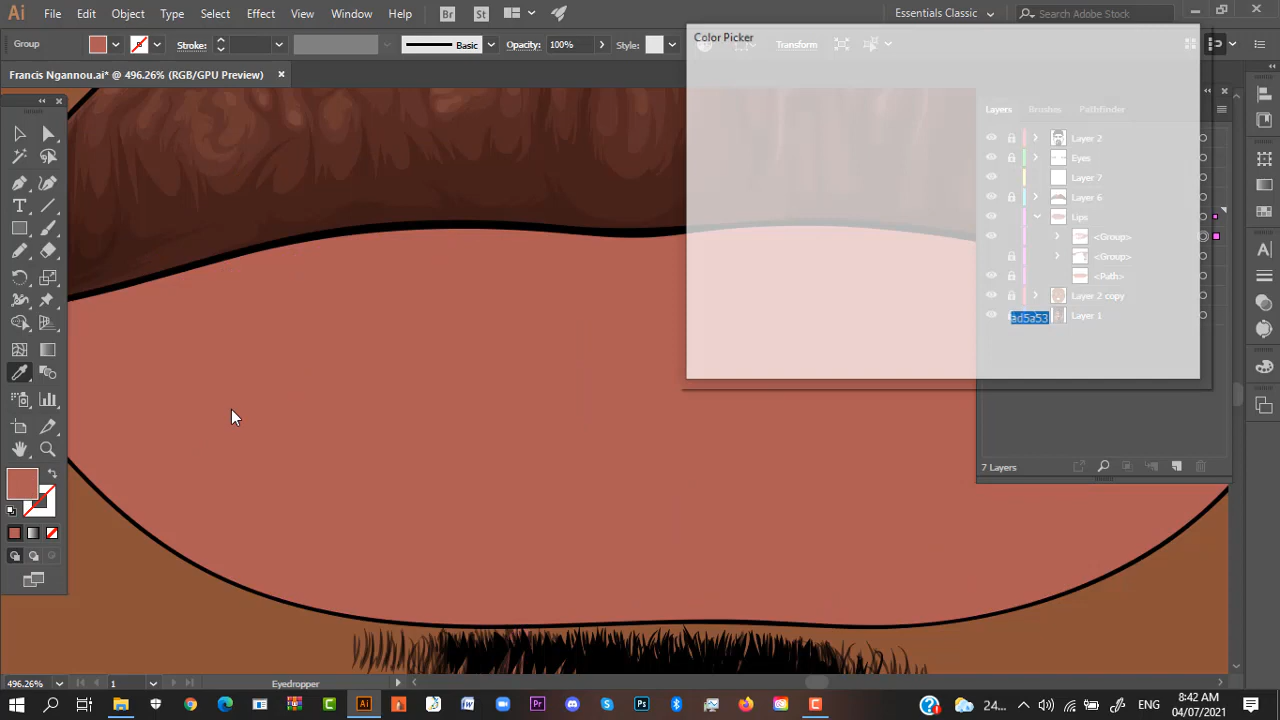 Ai File Edit Object Type Select Effect View Window Help Br St Essentials Classic Search Adobe Stock
Group Stroke: Basic Opacity: 100% Style: Transform
Francis Ngannou.ai* @ 496.26% (RGB/GPU Preview)
Color Picker
Layers Brushes Pathfinder
Layer 2
Eyes
Layer 7
Layer 6
Lips
<Group>
<Group>
<Path>
Layer 2 copy
ad5a53 Layer 1
7 Layers
496.26% 1 Eyedropper
24... ENG 8:42 AM
04/07/2021